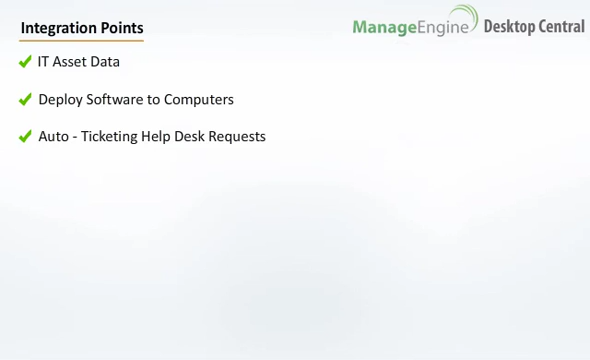 Integration Points
ManageEngine Desktop Central
IT Asset Data
Deploy Software to Computers
Auto - Ticketing Help Desk Requests